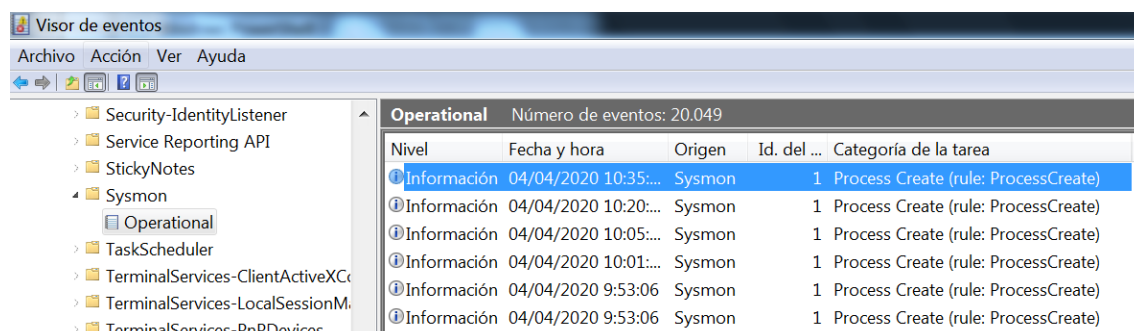 Visor de eventos
Archivo Acción Ver Ayuda
Security-IdentityListener
Service Reporting API
StickyNotes
Sysmon
Operational
TaskScheduler
TerminalServices-ClientActiveXCo
TerminalServices-LocalSessionMa
TerminalServices-PnPDevices
Operational Número de eventos: 20.049
Nivel Fecha y hora Origen Id. del ... Categoría de la tarea
Información 04/04/2020 10:35:... Sysmon 1 Process Create (rule: ProcessCreate)
Información 04/04/2020 10:20:... Sysmon 1 Process Create (rule: ProcessCreate)
Información 04/04/2020 10:05:... Sysmon 1 Process Create (rule: ProcessCreate)
Información 04/04/2020 10:01:... Sysmon 1 Process Create (rule: ProcessCreate)
Información 04/04/2020 9:53:06 Sysmon 1 Process Create (rule: ProcessCreate)
Información 04/04/2020 9:53:06 Sysmon 1 Process Create (rule: ProcessCreate)